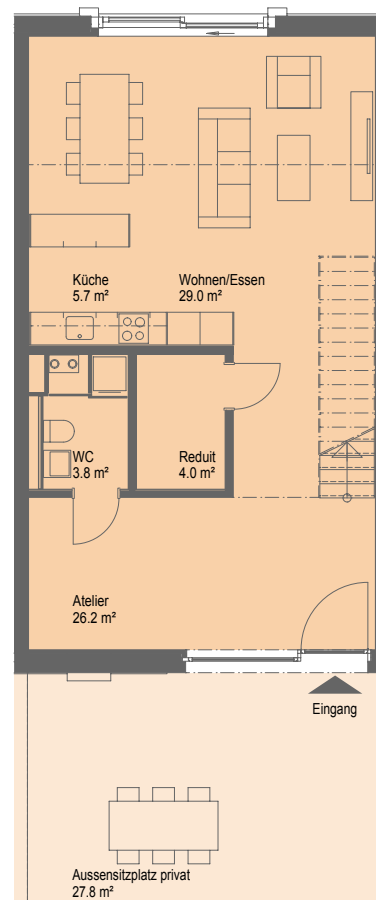 Küche
5.7 m²
Wohnen/Essen
29.0 m²
WC
3.8 m²
Reduit
4.0 m²
Atelier
26.2 m²
Eingang
Aussensitzplatz privat
27.8 m²